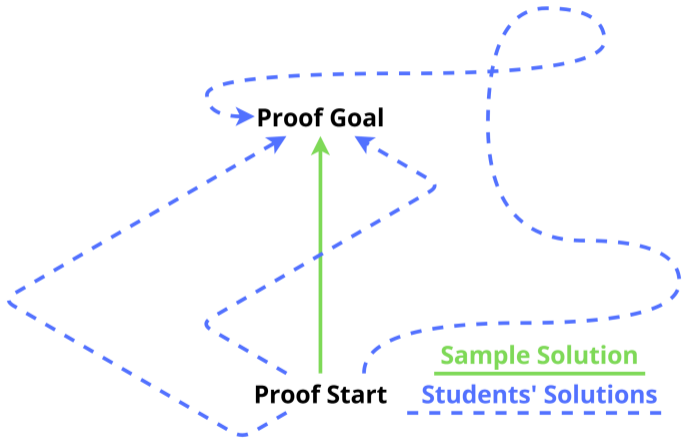 Proof Goal
Sample Solution
Proof Start
Students' Solutions